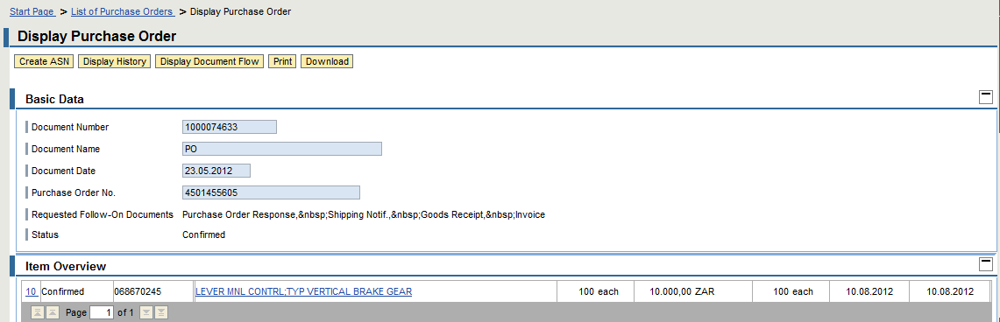 Start Page > List of Purchase Orders > Display Purchase Order
Display Purchase Order
Create ASN Display History Display Document Flow Print Download
Basic Data
Document Number 1000074633
Document Name PO
Document Date 23.05.2012
Purchase Order No. 4501455605
Requested Follow-On Documents Purchase Order Response,&nbsp;Shipping Notif.,&nbsp;Goods Receipt,&nbsp;Invoice
Status Confirmed
Item Overview
10 Confirmed 068670245 LEVER MNL CONTRL;TYP VERTICAL BRAKE GEAR 100 each 10.000,00 ZAR 100 each 10.08.2012 10.08.2012
Page 1 of 1